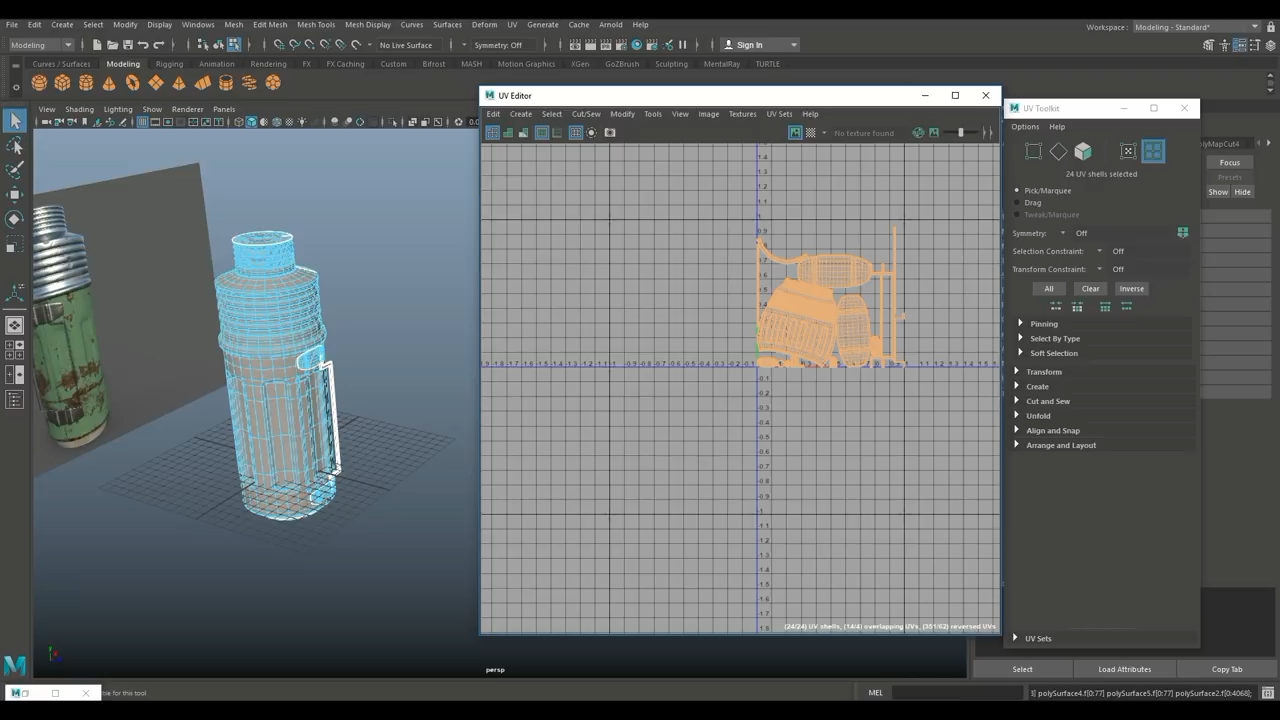 File Edit Create Select Modify Display Windows Mesh Edit Mesh Mesh Tools Mesh Display Curves Surfaces Deform UV Generate Cache Arnold Help
Workspace : Modeling - Standard*
Modeling No Live Surface Symmetry: Off Sign In
Curves / Surfaces Modeling Rigging Animation Rendering FX FX Caching Custom Bifrost MASH Motion Graphics XGen GoZBrush Sculpting MentalRay TURTLE
View Shading Lighting Show Renderer Panels
UV Editor
Edit Create Select Cut/Sew Modify Tools View Image Textures UV Sets Help
No texture found
(24/24) UV shells, (14/4) overlapping UVs, (351/62) reversed UVs
UV Toolkit
Options Help
24 UV shells selected
Pick/Marquee
Drag
Tweak/Marquee
Symmetry: Off
Selection Constraint: Off
Transform Constraint: Off
All Clear Inverse
Pinning
Select By Type
Soft Selection
Transform
Create
Cut and Sew
Unfold
Align and Snap
Arrange and Layout
UV Sets
olyMapCut4
Focus
Presets
Show Hide
Select Load Attributes Copy Tab
persp
title for this tool
MEL
3] polySurface4.f[0:77] polySurface5.f[0:77] polySurface2.f[0:4068];